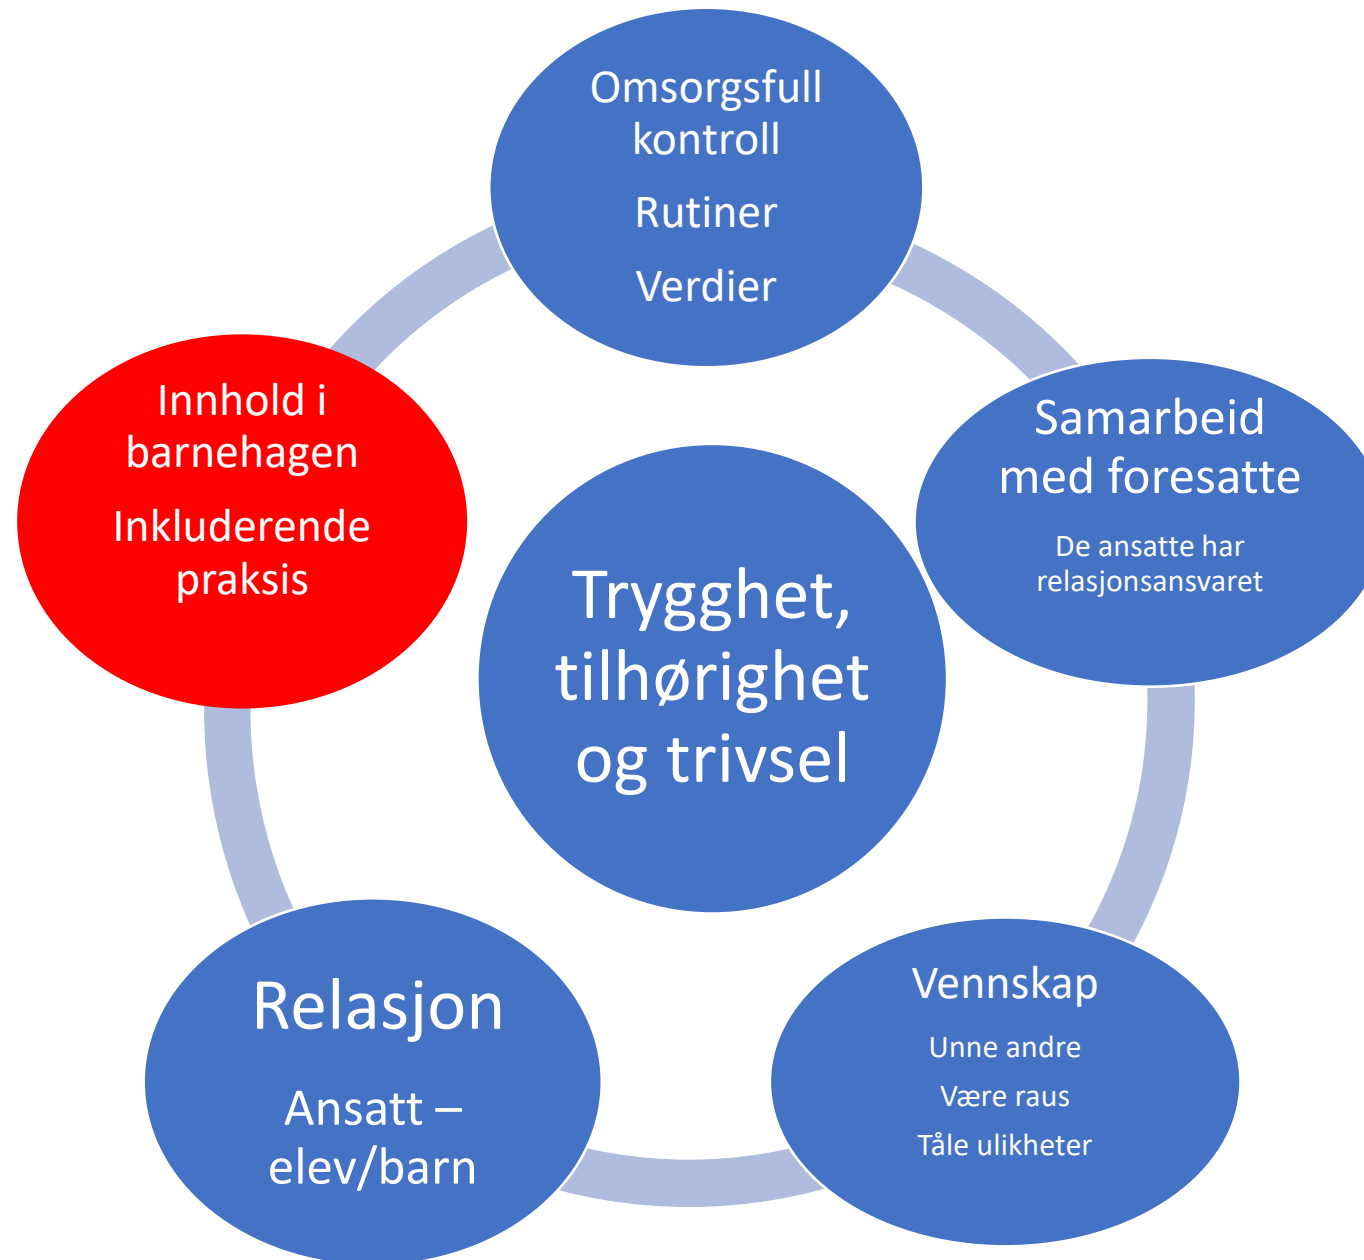 Omsorgsfull
kontroll
Rutiner
Verdier
Samarbeid
med foresatte
De ansatte har
relasjonsansvaret
Vennskap
Unne andre
Være raus
Tåle ulikheter
Relasjon
Ansatt –
elev/barn
Innhold i
barnehagen
Inkluderende
praksis
Trygghet,
tilhørighet
og trivsel